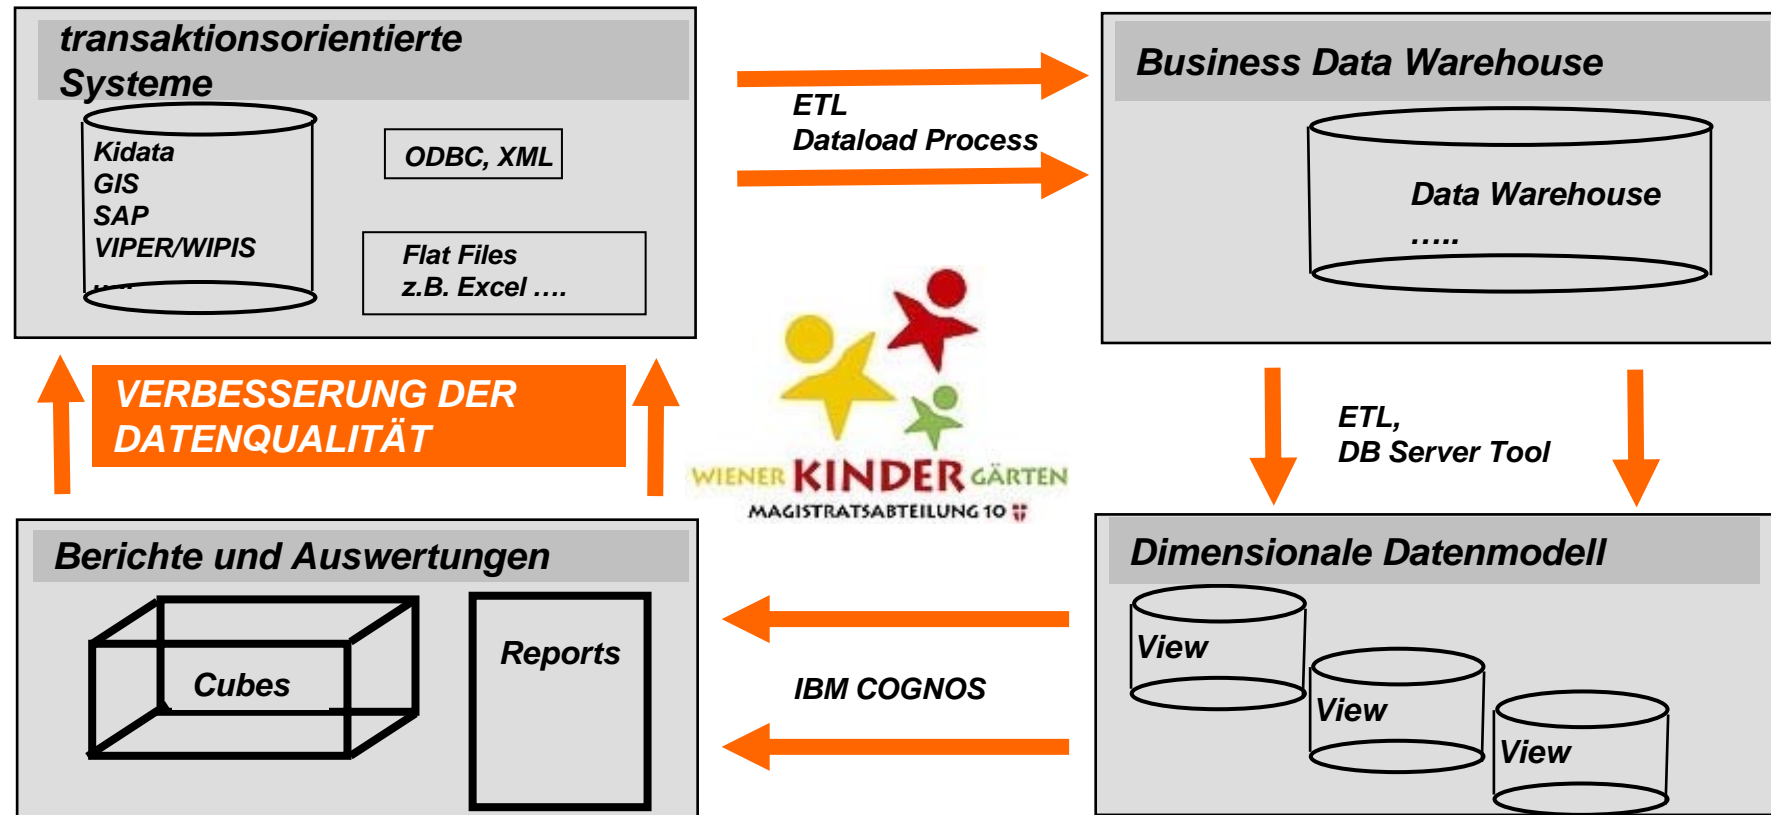 transaktionsorientierte
Systeme
Kidata
GIS
SAP
VIPER/WIPIS
.....
ODBC, XML
Flat Files
z.B. Excel ....
ETL
Dataload Process
Business Data Warehouse
Data Warehouse
.....
VERBESSERUNG DER
DATENQUALITÄT
WIENER KINDER GÄRTEN
MAGISTRATSABTEILUNG 10
ETL,
DB Server Tool
Berichte und Auswertungen
Cubes
Reports
IBM COGNOS
Dimensionale Datenmodell
View
View
View